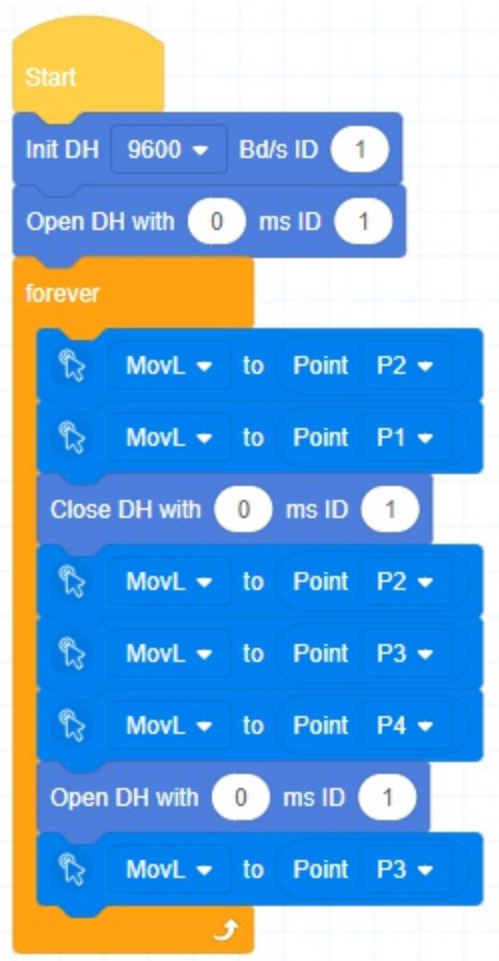 Start
Init DH 9600 Bd/s ID 1
Open DH with 0 ms ID 1
forever
MovL to Point P2
MovL to Point P1
Close DH with 0 ms ID 1
MovL to Point P2
MovL to Point P3
MovL to Point P4
Open DH with 0 ms ID 1
MovL to Point P3